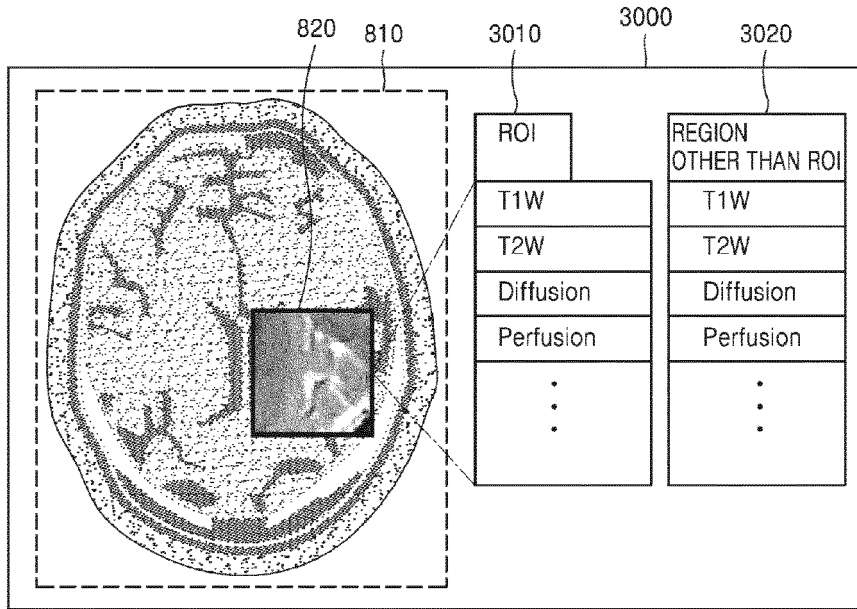 820
810
3010
3000
3020
ROI
T1W
T2W
Diffusion
Perfusion
REGION
OTHER THAN ROI
T1W
T2W
Diffusion
Perfusion